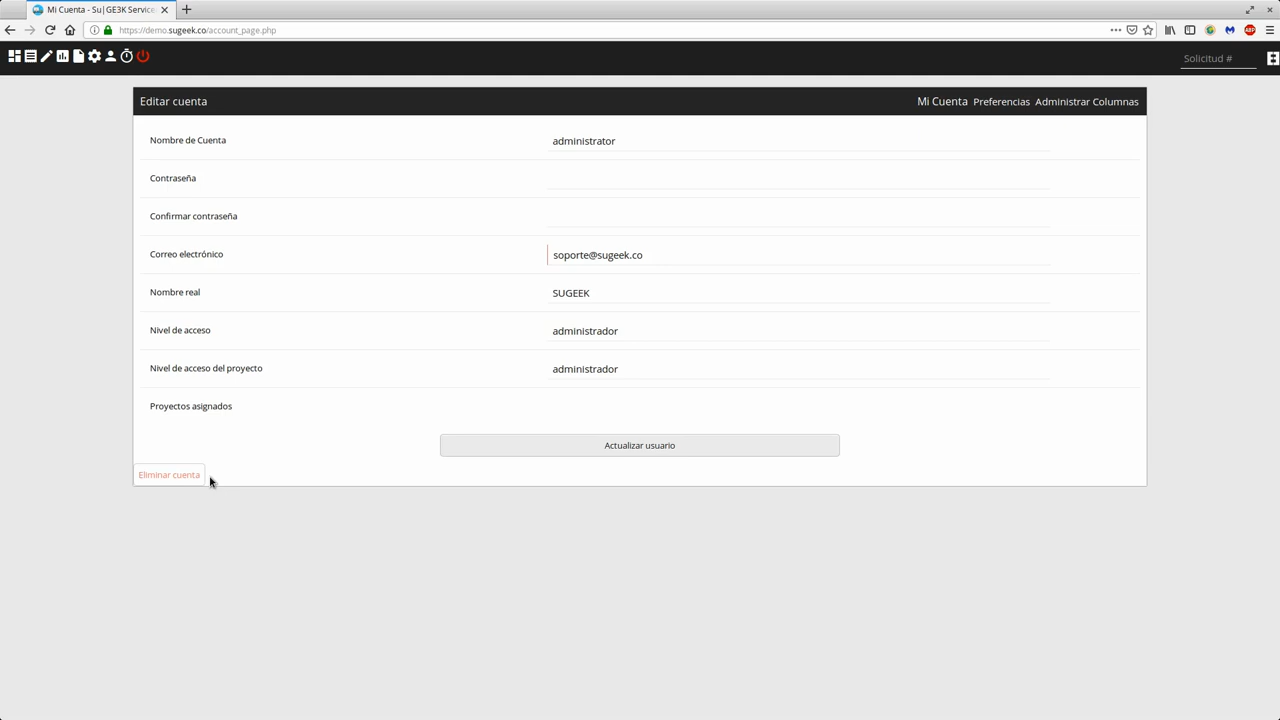 Mi Cuenta - Su|GE3K Service
https://demo.sugeek.co/account_page.php
Solicitud #
Editar cuenta
Mi Cuenta Preferencias Administrar Columnas
Nombre de Cuenta administrator
Contraseña
Confirmar contraseña
Correo electrónico soporte@sugeek.co
Nombre real SUGEEK
Nivel de acceso administrador
Nivel de acceso del proyecto administrador
Proyectos asignados
Actualizar usuario
Eliminar cuenta